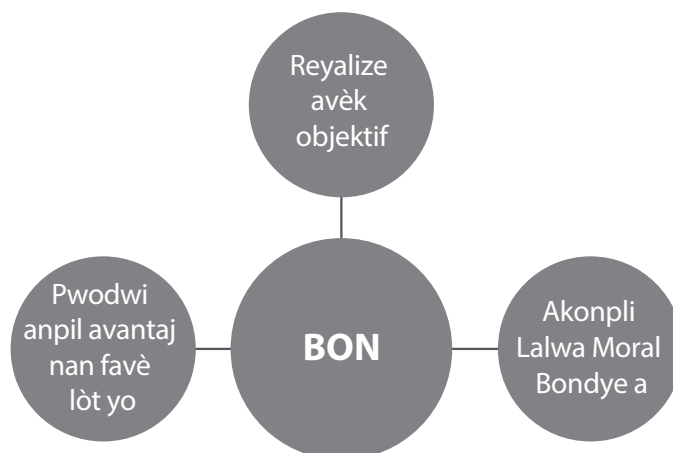 Reyalize
avèk
objektif
Pwodwi
anpil avantaj
nan favè
lòt yo
BON
Akonpli
Lalwa Moral
Bondye a